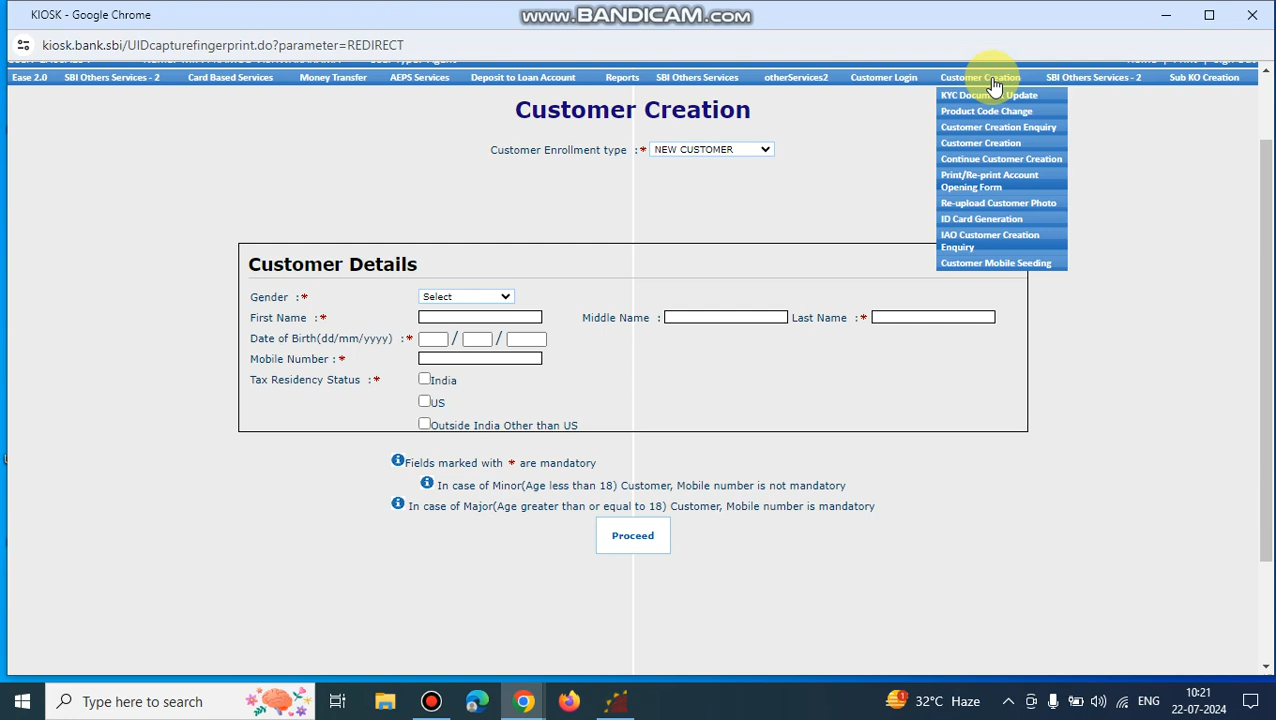 KIOSK - Google Chrome
www.BANDICAM.com
kiosk.bank.sbi/UIDcapturefingerprint.do?parameter=REDIRECT
Ease 2.0 SBI Others Services - 2 Card Based Services Money Transfer AEPS Services Deposit to Loan Account Reports SBI Others Services otherServices2 Customer Login Customer Creation SBI Others Services - 2 Sub KO Creation
KYC Document Update
Product Code Change
Customer Creation Enquiry
Customer Creation
Continue Customer Creation
Print/Re-print Account
Opening Form
Re-upload Customer Photo
ID Card Generation
IAO Customer Creation
Enquiry
Customer Mobile Seeding
Customer Creation
Customer Enrollment type :* NEW CUSTOMER
Customer Details
Gender :* Select
First Name :* Middle Name : Last Name :*
Date of Birth(dd/mm/yyyy) :* / /
Mobile Number :*
Tax Residency Status :* India
US
Outside India Other than US
Fields marked with * are mandatory
In case of Minor(Age less than 18) Customer, Mobile number is not mandatory
In case of Major(Age greater than or equal to 18) Customer, Mobile number is mandatory
Proceed
Type here to search
1
32°C Haze
ENG
10:21
22-07-2024